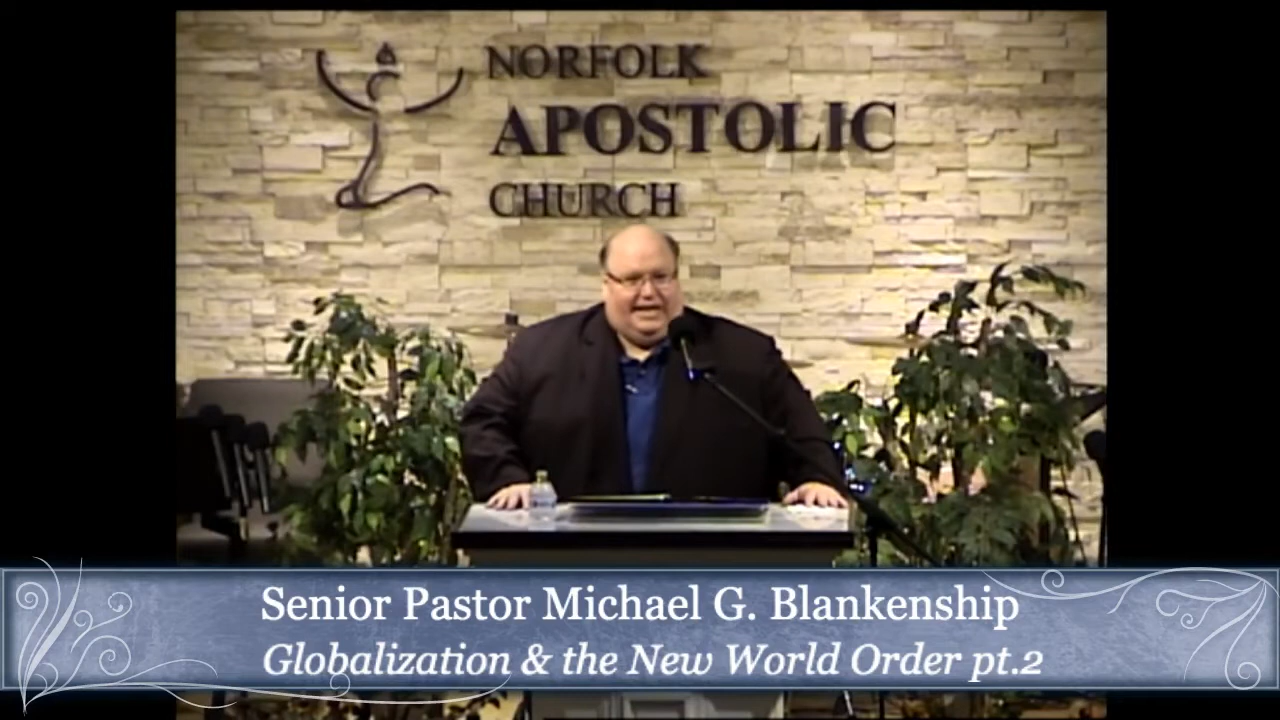 NORFOLK
APOSTOLIC
CHURCH
Senior Pastor Michael G. Blankenship
Globalization & the New World Order pt.2